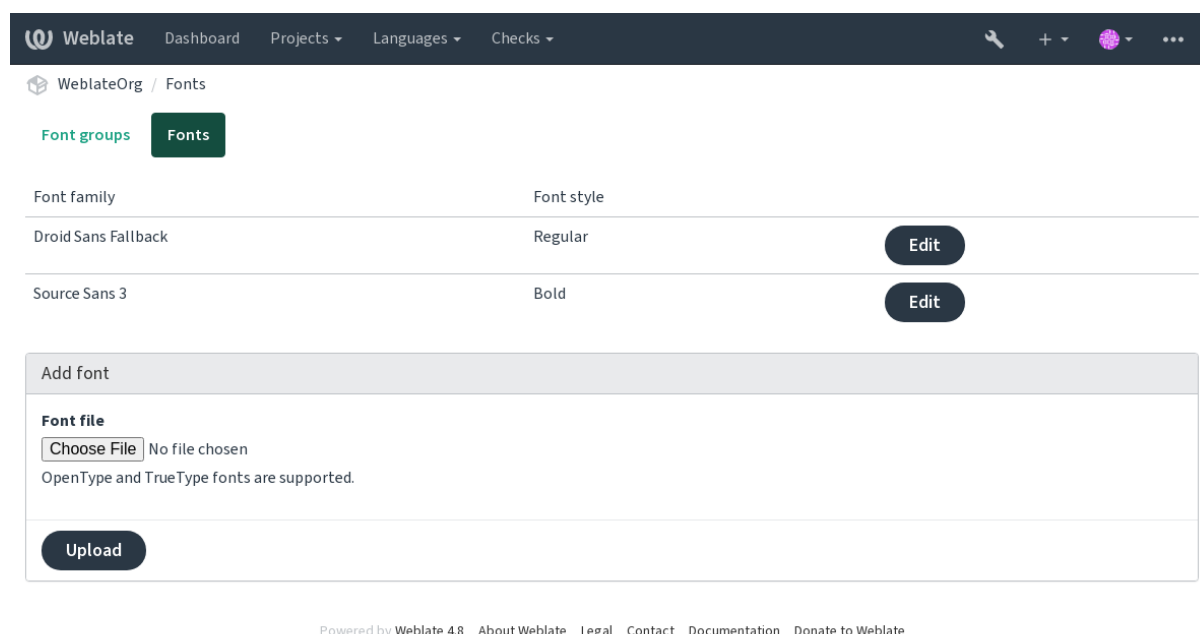 Weblate Dashboard Projects Languages Checks
WeblateOrg / Fonts
Font groups Fonts
Font family Font style
Droid Sans Fallback Regular Edit
Source Sans 3 Bold Edit
Add font
Font file
Choose File No file chosen
OpenType and TrueType fonts are supported.
Upload
Powered by Weblate 4.8 About Weblate Legal Contact Documentation Donate to Weblate